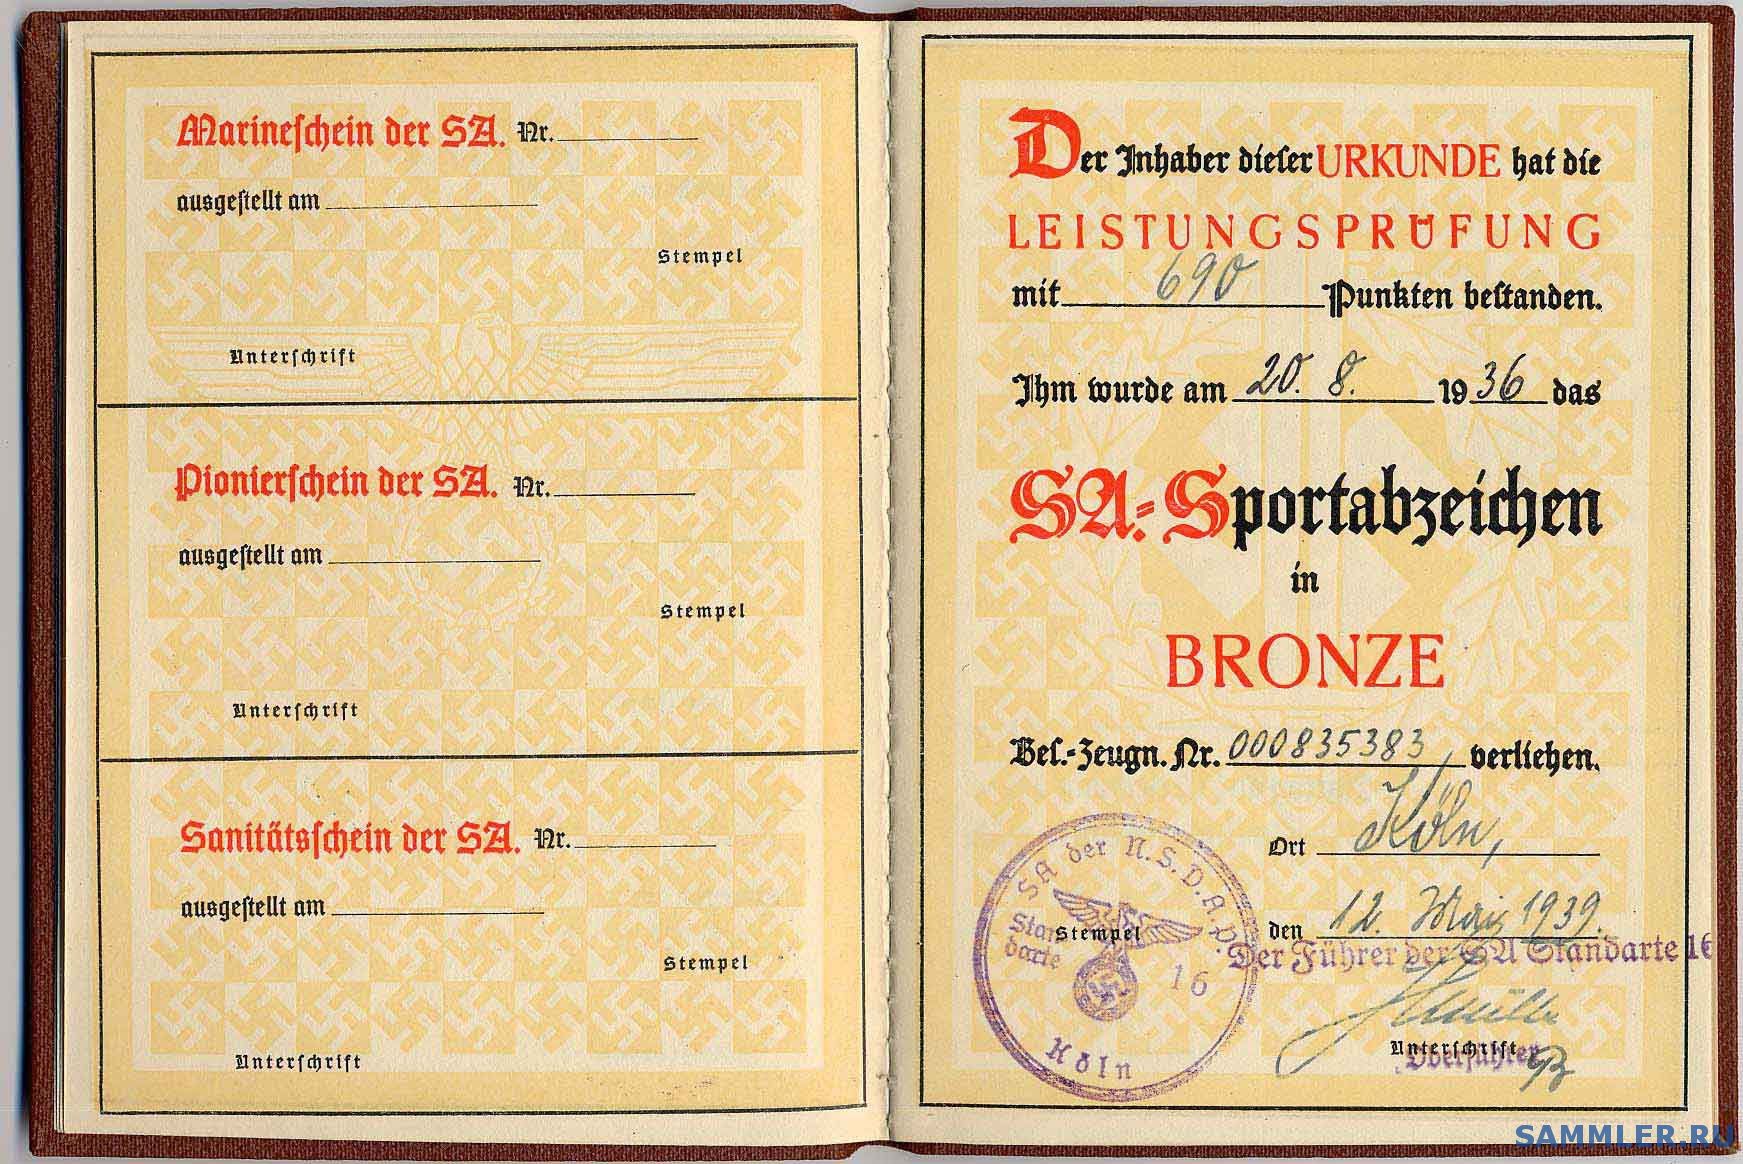 Marineschein der SA. Nr.
ausgestellt am
Stempel
Unterschrift
Pionierschein der SA. Nr.
ausgestellt am
Stempel
Unterschrift
Sanitätsschein der SA. Nr.
ausgestellt am
Stempel
Unterschrift
Der Inhaber dieser URKUNDE hat die
LEISTUNGSPRÜFUNG
mit 690 Punkten bestanden.
Ihm wurde am 20. 8. 1936 das
SA.-Sportabzeichen
in
BRONZE
Bes.-Zeugn. Nr. 000835383, verliehen.
Ort Köln,
den 12. Mai 1939.
Stempel
SA der N.S.D.A.P.
Standarte 16
Köln
Der Führer der SA Standarte 16
Unterschrift
Oberführer
SAMMLER.RU